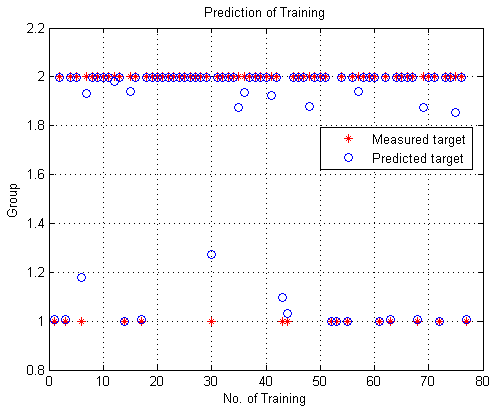 Prediction of Training
2.2
2
1.8
1.6
1.4
1.2
1
0.8
Group
Measured target
Predicted target
0 10 20 30 40 50 60 70 80
No. of Training